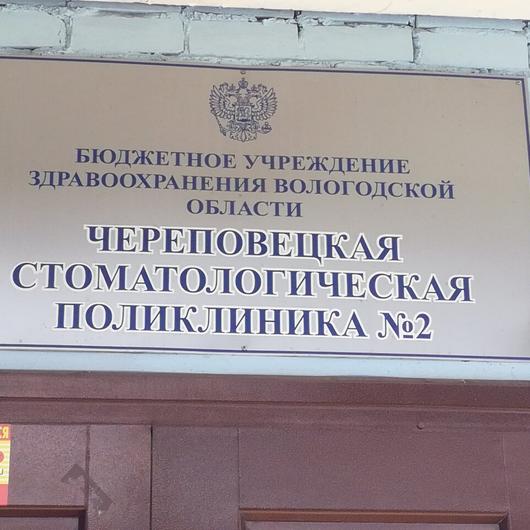 БЮДЖЕТНОЕ УЧРЕЖДЕНИЕ
ЗДРАВООХРАНЕНИЯ ВОЛОГОДСКОЙ
ОБЛАСТИ
ЧЕРЕПОВЕЦКАЯ
СТОМАТОЛОГИЧЕСКАЯ
ПОЛИКЛИНИКА №2